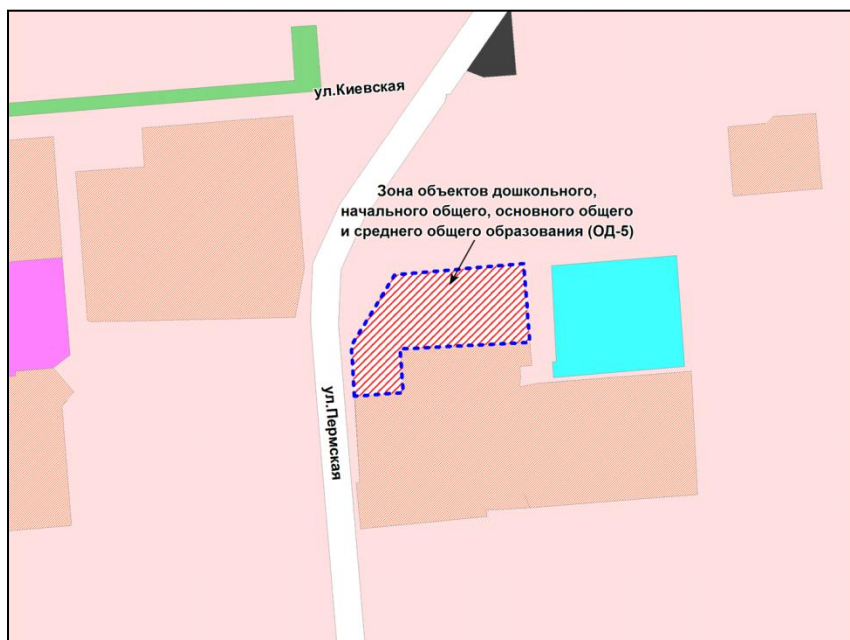 ул.Киевская
Зона объектов дошкольного,
начального общего, основного общего
и среднего общего образования (ОД-5)
ул.Пермская